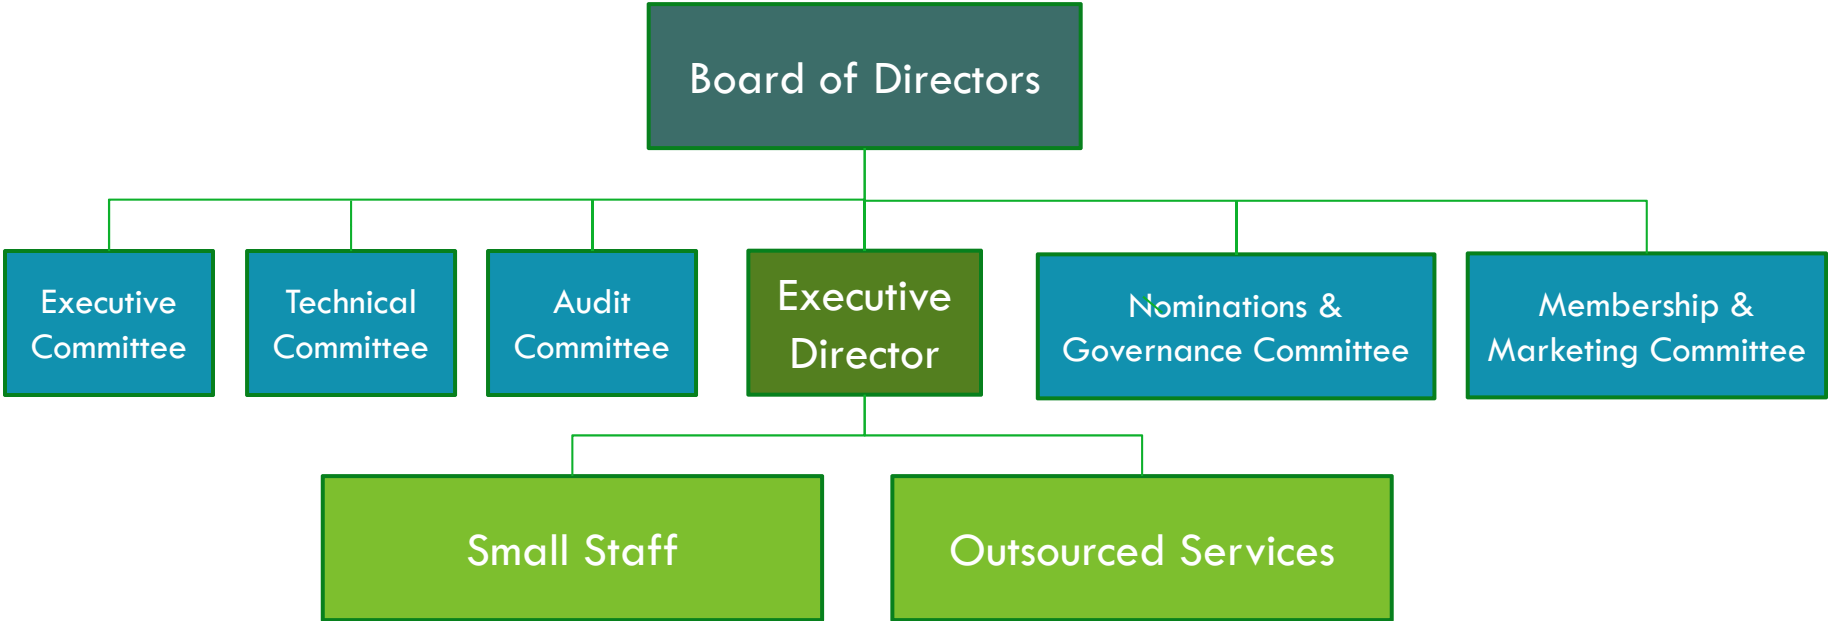 Board of Directors
Executive
Committee
Technical
Committee
Audit
Committee
Executive
Director
Nominations &
Governance Committee
Membership &
Marketing Committee
Small Staff
Outsourced Services